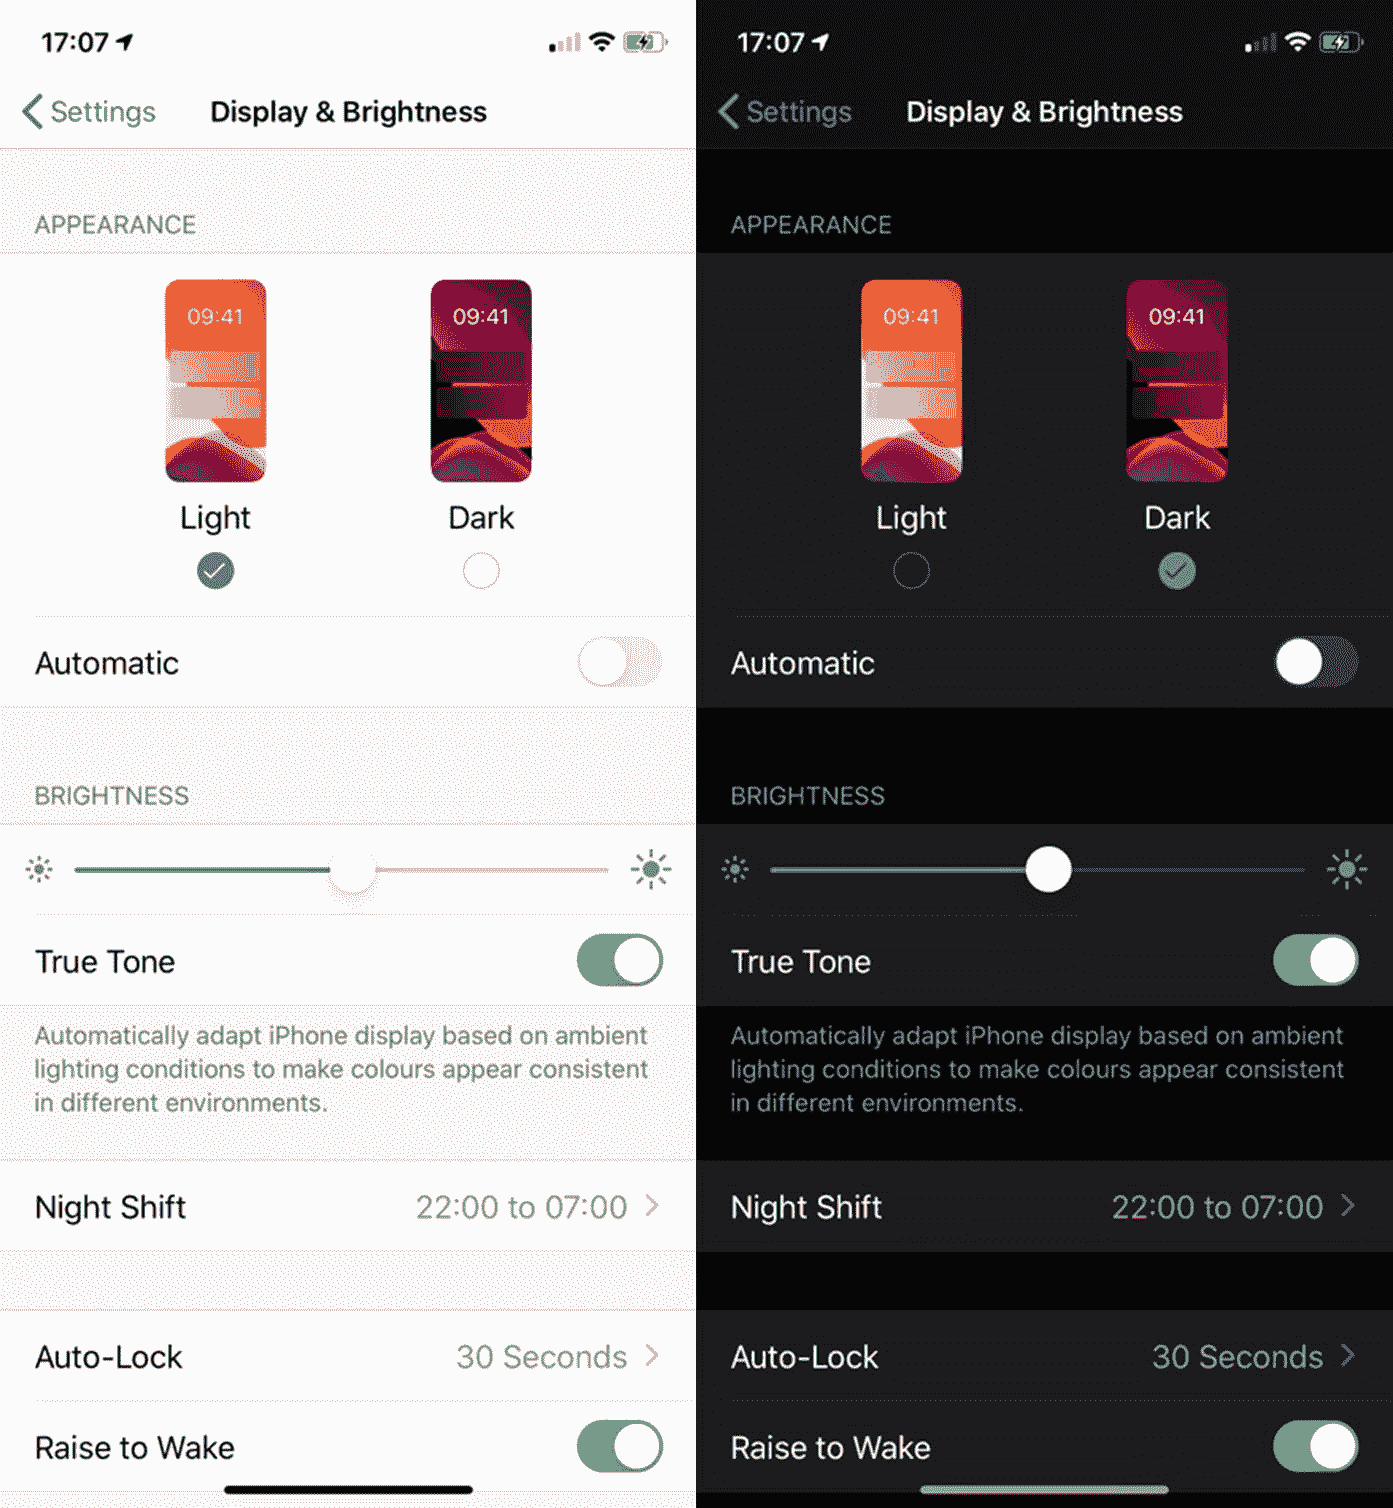 17:07
Settings
Display & Brightness
APPEARANCE
09:41
09:41
Light
Dark
Automatic
BRIGHTNESS
True Tone
Automatically adapt iPhone display based on ambient
lighting conditions to make colours appear consistent
in different environments.
Night Shift
22:00 to 07:00
Auto-Lock
30 Seconds
Raise to Wake
17:07
Settings
Display & Brightness
APPEARANCE
09:41
09:41
Light
Dark
Automatic
BRIGHTNESS
True Tone
Automatically adapt iPhone display based on ambient
lighting conditions to make colours appear consistent
in different environments.
Night Shift
22:00 to 07:00
Auto-Lock
30 Seconds
Raise to Wake